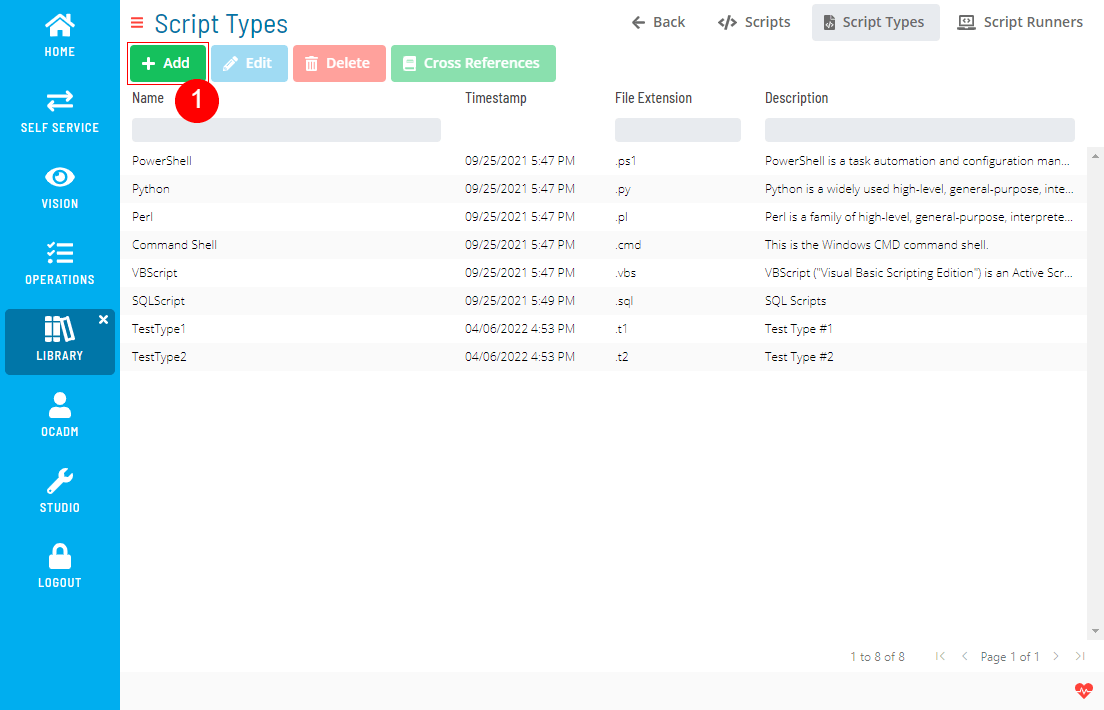 HOME
SELF SERVICE
VISION
OPERATIONS
LIBRARY
OCADM
STUDIO
LOGOUT
Script Types
Back
Scripts
Script Types
Script Runners
Add
Edit
Delete
Cross References
1
Name Timestamp File Extension Description
PowerShell 09/25/2021 5:47 PM .ps1 PowerShell is a task automation and configuration man...
Python 09/25/2021 5:47 PM .py Python is a widely used high-level, general-purpose, inte...
Perl 09/25/2021 5:47 PM .pl Perl is a family of high-level, general-purpose, interprete...
Command Shell 09/25/2021 5:47 PM .cmd This is the Windows CMD command shell.
VBScript 09/25/2021 5:47 PM .vbs VBScript ("Visual Basic Scripting Edition") is an Active Scr...
SQLScript 09/25/2021 5:49 PM .sql SQL Scripts
TestType1 04/06/2022 4:53 PM .t1 Test Type #1
TestType2 04/06/2022 4:53 PM .t2 Test Type #2
1 to 8 of 8 Page 1 of 1